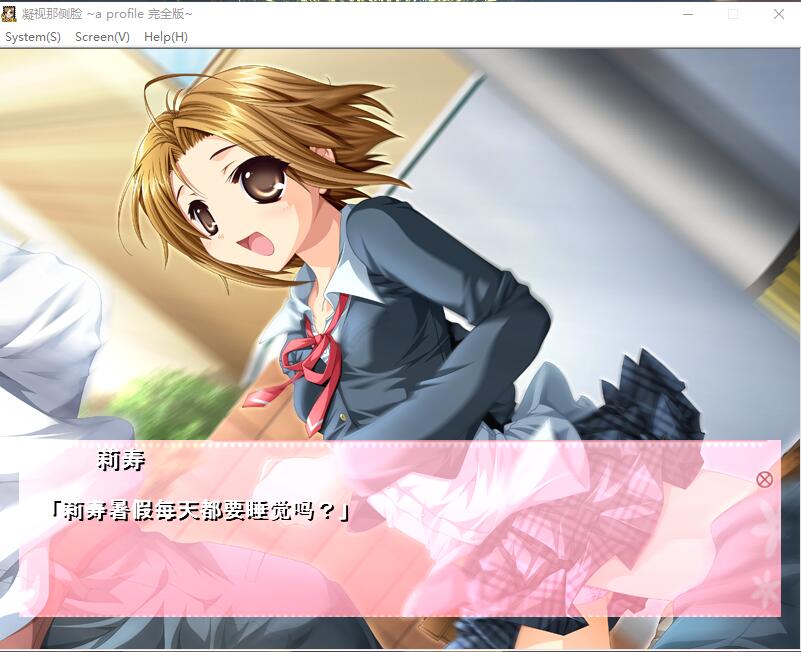 凝视那侧脸 ~a profile 完全版~
System(S) Screen(V) Help(H)
莉寿
「莉寿暑假每天都要睡觉吗？」